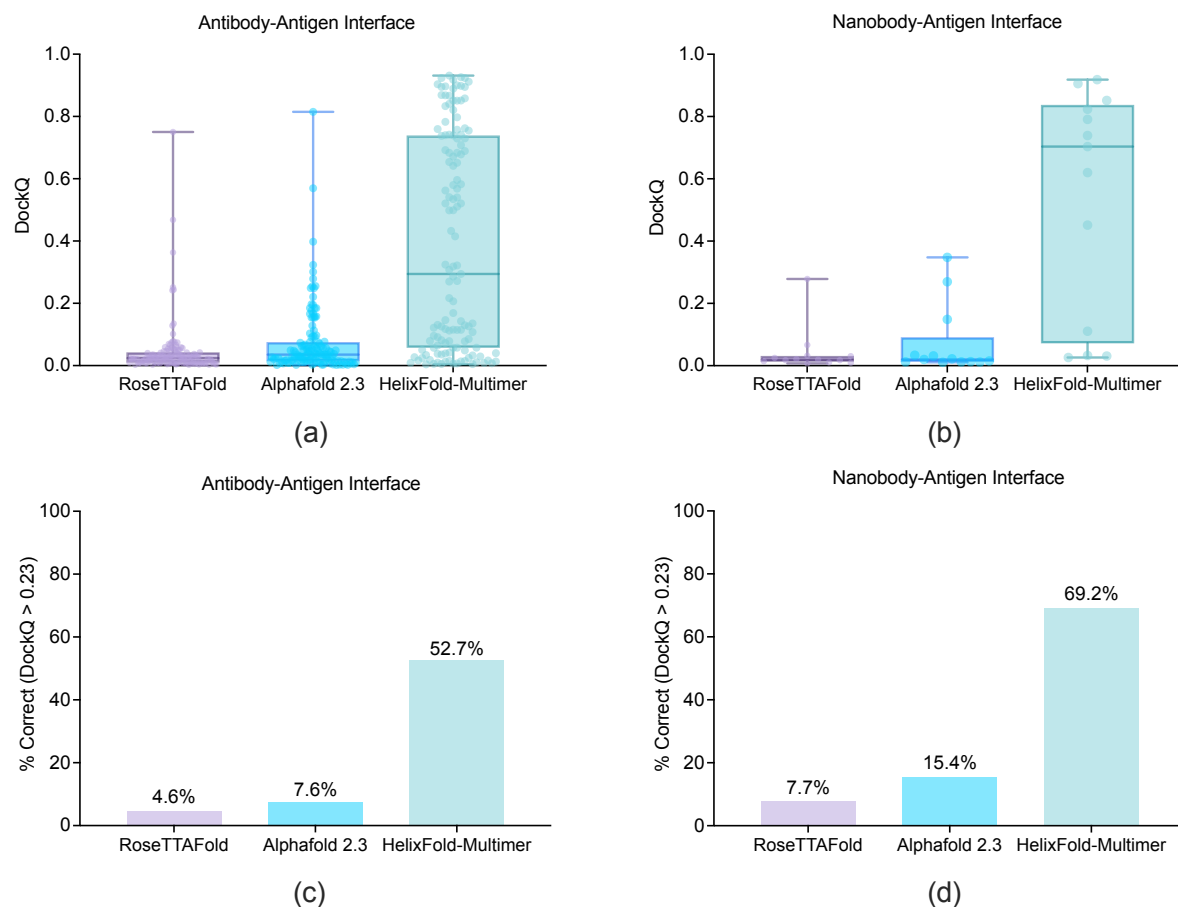 Antibody-Antigen Interface
DockQ
1.0
0.8
0.6
0.4
0.2
0.0
RoseTTAFold Alphafold 2.3 HelixFold-Multimer
(a)
Nanobody-Antigen Interface
DockQ
1.0
0.8
0.6
0.4
0.2
0.0
RoseTTAFold Alphafold 2.3 HelixFold-Multimer
(b)
Antibody-Antigen Interface
% Correct (DockQ > 0.23)
100
80
60
40
20
0
4.6% 7.6% 52.7%
RoseTTAFold Alphafold 2.3 HelixFold-Multimer
(c)
Nanobody-Antigen Interface
% Correct (DockQ > 0.23)
100
80
60
40
20
0
7.7% 15.4% 69.2%
RoseTTAFold Alphafold 2.3 HelixFold-Multimer
(d)